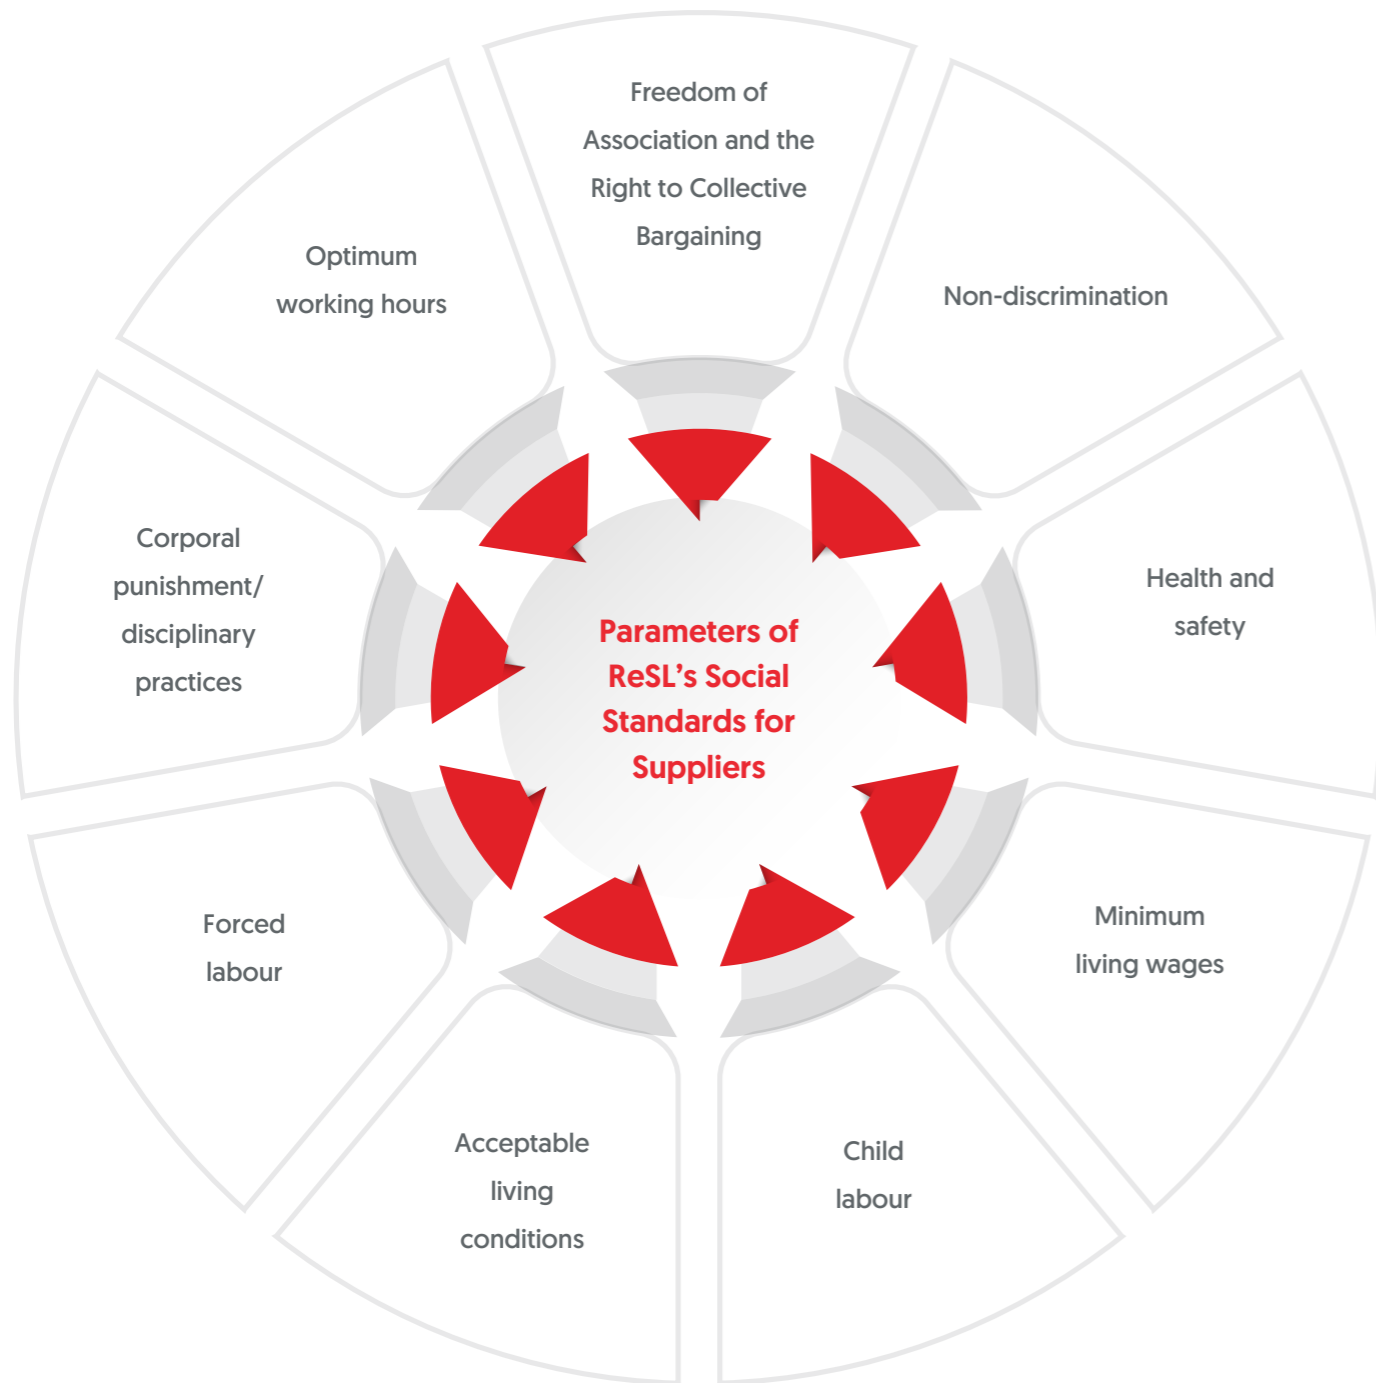 Freedom of
Association and the
Right to Collective
Bargaining
Non-discrimination
Health and
safety
Minimum
living wages
Child
labour
Acceptable
living
conditions
Forced
labour
Corporal
punishment/
disciplinary
practices
Optimum
working hours
Parameters of
ReSL’s Social
Standards for
Suppliers